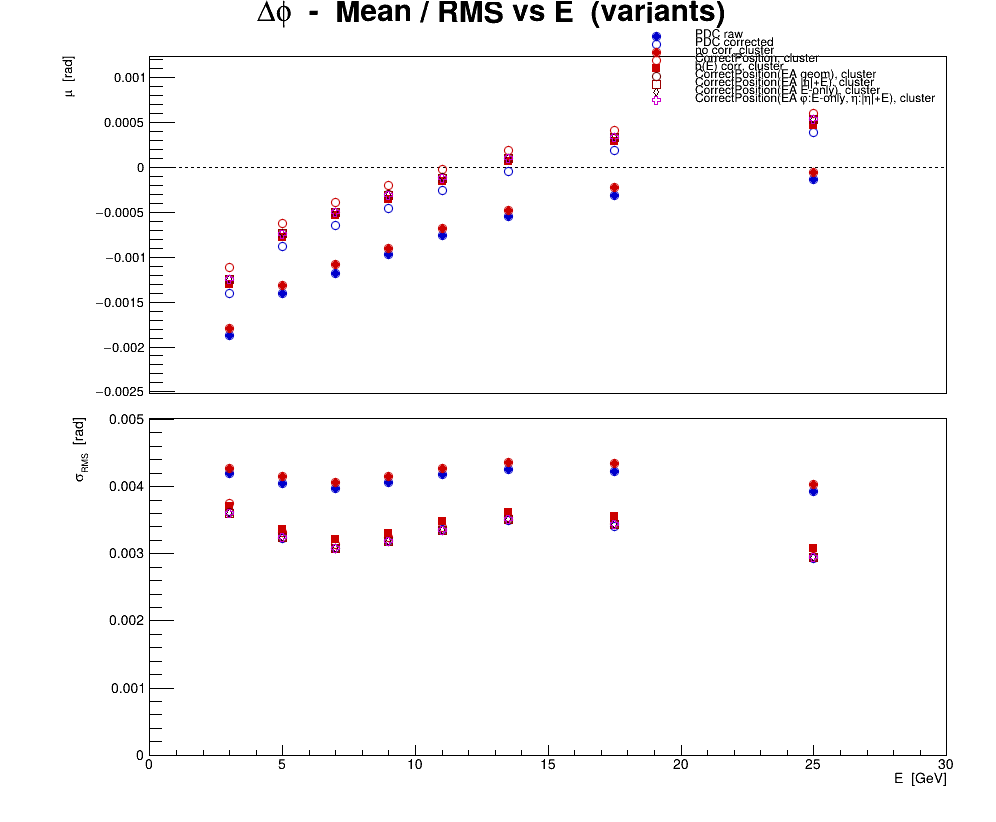 Δϕ - Mean / RMS vs E (variants)
PDC raw
PDC corrected
no corr, cluster
CorrectPosition, cluster
b(E) corr, cluster
CorrectPosition(EA geom), cluster
CorrectPosition(EA |η|+E), cluster
CorrectPosition(EA E-only), cluster
CorrectPosition(EA φ:E-only, η:|η|+E), cluster
μ [rad]
0.001
0.0005
0
−0.0005
−0.001
−0.0015
−0.002
−0.0025
σRMS [rad]
0.005
0.004
0.003
0.002
0.001
0
0 5 10 15 20 25 30
E [GeV]